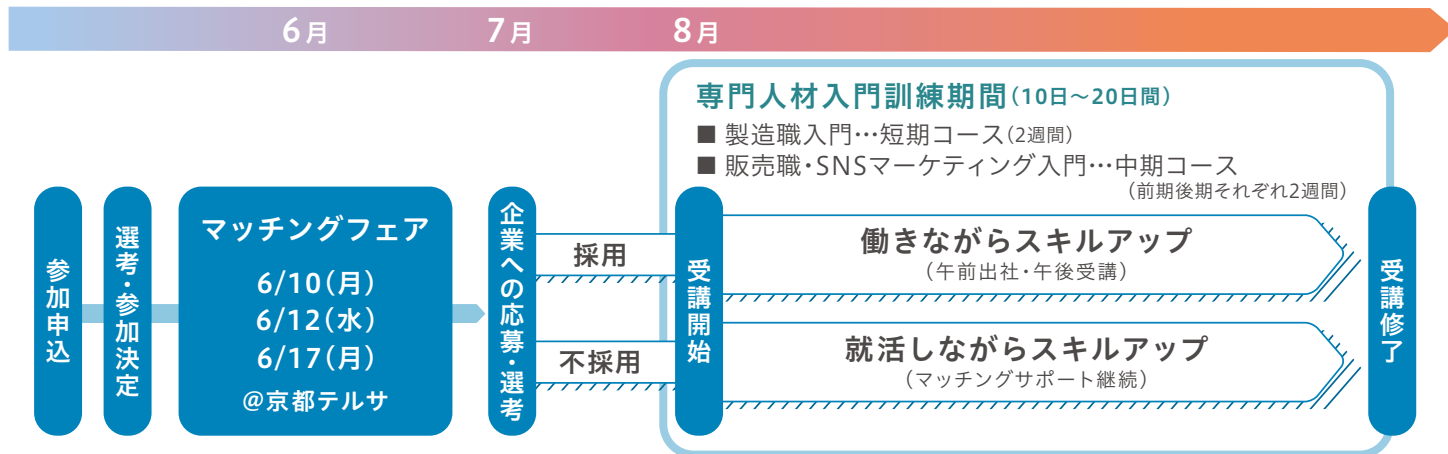 6月
7月
8月
専門人材入門訓練期間(10日～20日間)
■ 製造職入門…短期コース(2週間)
■ 販売職・SNSマーケティング入門…中期コース
(前期後期それぞれ2週間)
参加申込
選考・参加決定
マッチングフェア
6/10(月)
6/12(水)
6/17(月)
@京都テルサ
企業への応募・選考
採用
不採用
受講開始
働きながらスキルアップ
(午前出社・午後受講)
就活しながらスキルアップ
(マッチングサポート継続)
受講修了